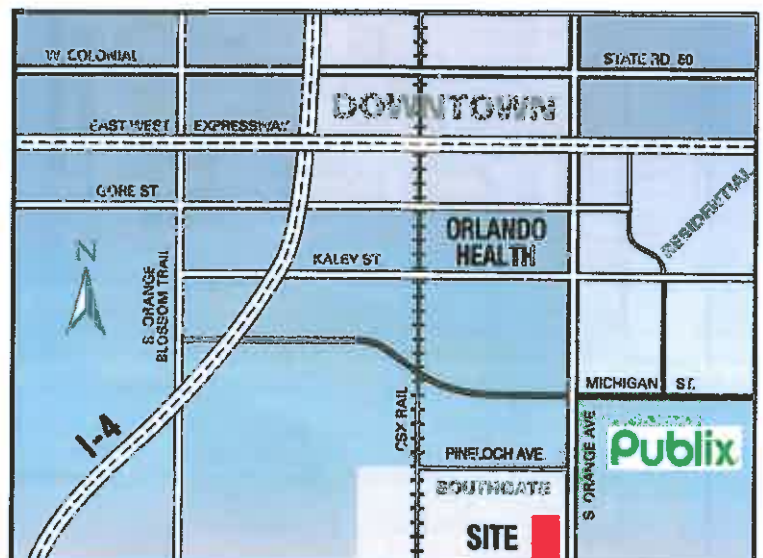 W. COLONIAL
STATE RD. 50
DOWNTOWN
EAST WEST EXPRESSWAY
GORE ST.
RESIDENTIAL
ORLANDO
HEALTH
N
KALEY ST.
S. ORANGE
BLOSSOM TRAIL
MICHIGAN ST.
I-4
CSX RAIL
S. ORANGE AVE
Publix
PINELOCH AVE.
SOUTHGATE
SITE